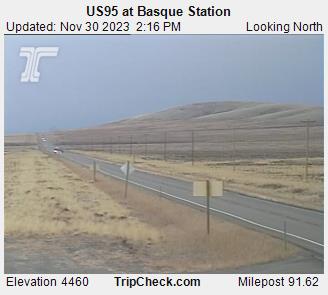 US95 at Basque Station
Updated: Nov 30 2023 2:16 PM Looking North
Elevation 4460 TripCheck.com Milepost 91.62